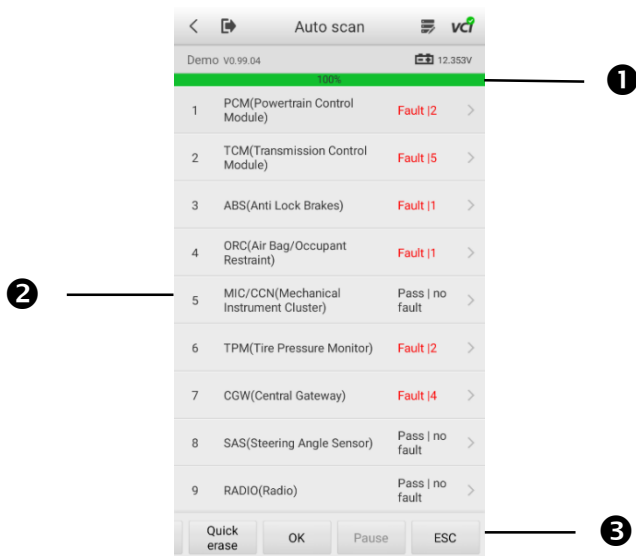 Auto scan
VCI
Demo V0.99.04
12.353V
100%
❶
1 PCM(Powertrain Control Module) Fault |2
2 TCM(Transmission Control Module) Fault |5
3 ABS(Anti Lock Brakes) Fault |1
4 ORC(Air Bag/Occupant Restraint) Fault |1
❷
5 MIC/CCN(Mechanical Instrument Cluster) Pass | no fault
6 TPM(Tire Pressure Monitor) Fault |2
7 CGW(Central Gateway) Fault |4
8 SAS(Steering Angle Sensor) Pass | no fault
9 RADIO(Radio) Pass | no fault
Quick erase
OK
Pause
ESC
❸